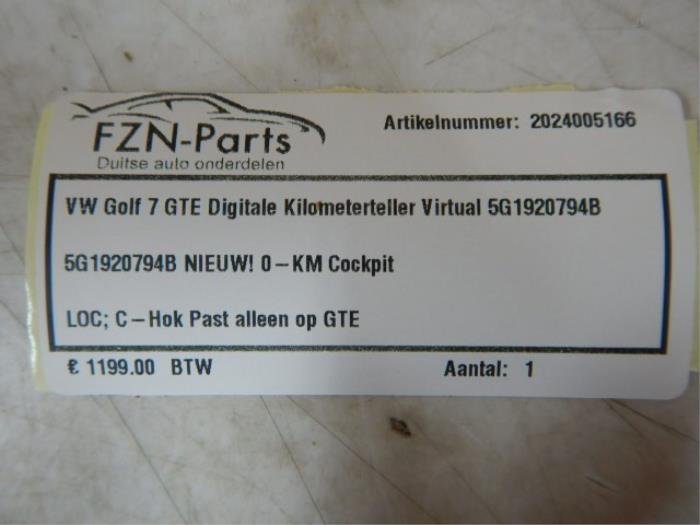 FZN-Parts
Duitse auto onderdelen
Artikelnummer: 2024005166
VW Golf 7 GTE Digitale Kilometerteller Virtual 5G1920794B
5G1920794B NIEUW! 0-KM Cockpit
LOC; C-Hok Past alleen op GTE
€ 1199.00 BTW
Aantal: 1